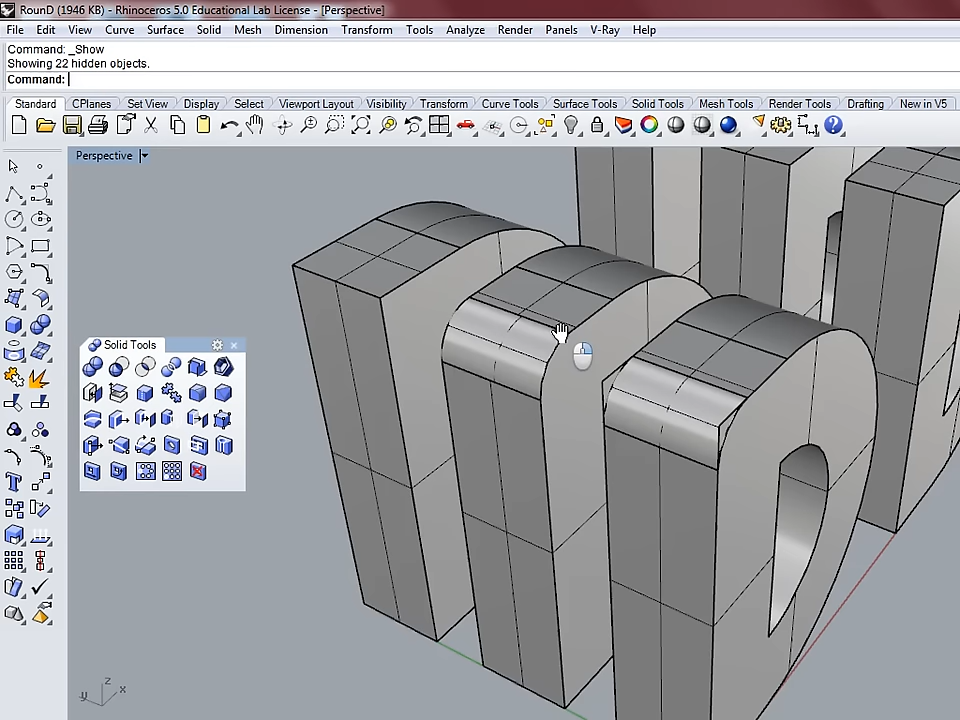 RounD (1946 KB) - Rhinoceros 5.0 Educational Lab License - [Perspective]
File Edit View Curve Surface Solid Mesh Dimension Transform Tools Analyze Render Panels V-Ray Help
Command: _Show
Showing 22 hidden objects.
Command:
Standard CPlanes Set View Display Select Viewport Layout Visibility Transform Curve Tools Surface Tools Solid Tools Mesh Tools Render Tools Drafting New in V5
Perspective
Solid Tools
z
y x